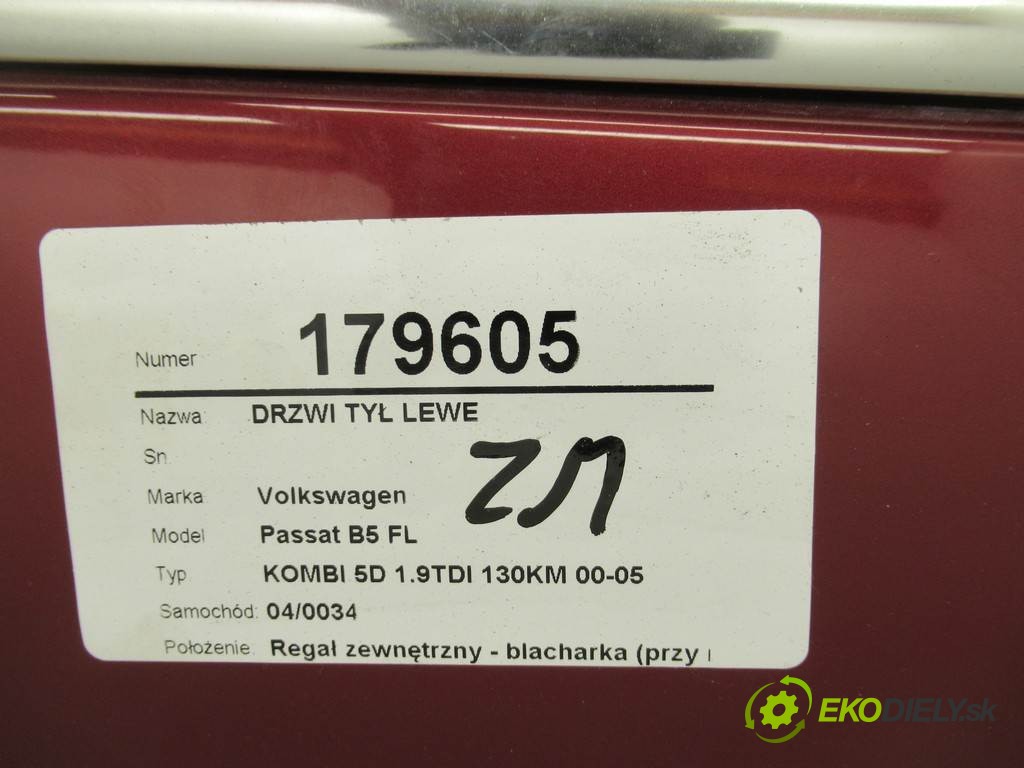 Numer 179605
Nazwa: DRZWI TYŁ LEWE
Sn.
ZM
Marka Volkswagen
Model Passat B5 FL
Typ KOMBI 5D 1.9TDI 130KM 00-05
Samochód: 04/0034
Położenie: Regał zewnętrzny - blacharka (przy
EKODIELY.sk